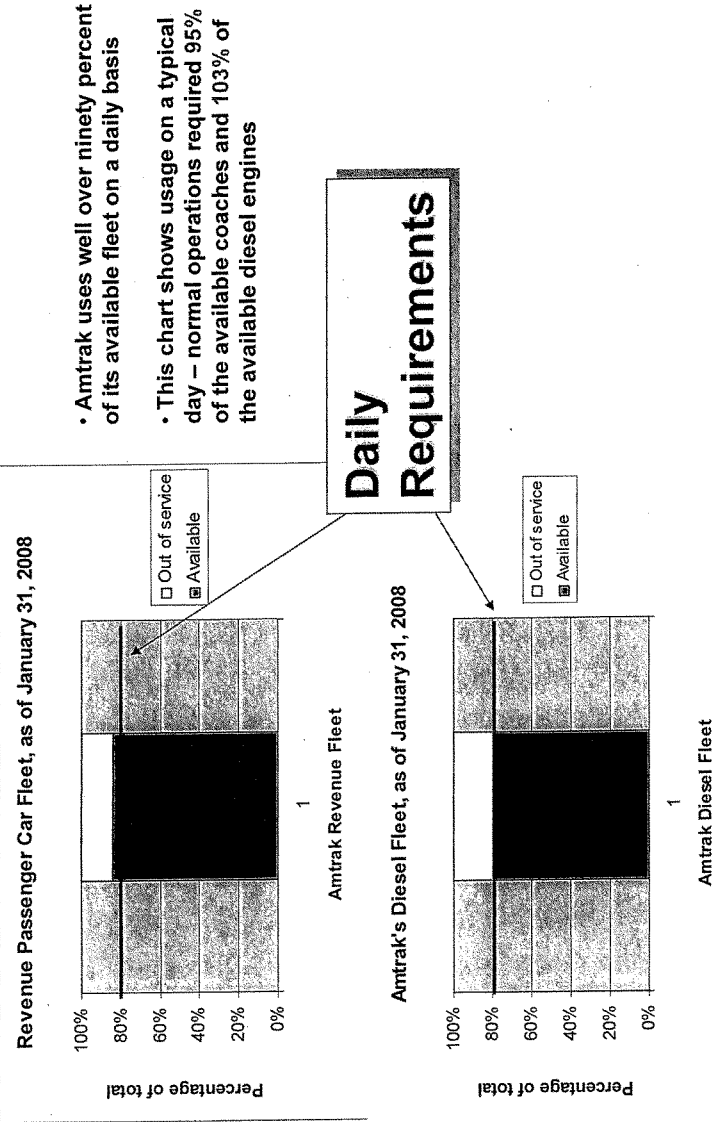 Revenue Passenger Car Fleet, as of January 31, 2008
Percentage of total
100%
80%
60%
40%
20%
0%
1
Amtrak Revenue Fleet
Out of service
Available
Amtrak's Diesel Fleet, as of January 31, 2008
Percentage of total
100%
80%
60%
40%
20%
0%
1
Amtrak Diesel Fleet
Out of service
Available
• Amtrak uses well over ninety percent
of its available fleet on a daily basis
• This chart shows usage on a typical
day – normal operations required 95%
of the available coaches and 103% of
the available diesel engines
Daily
Requirements